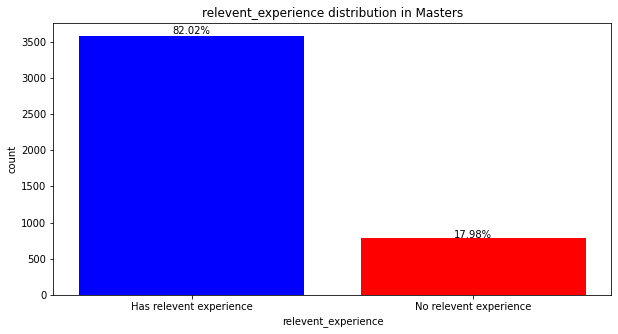 relevent_experience distribution in Masters
82.02%
17.98%
3500
3000
2500
2000
1500
1000
500
0
count
Has relevent experience
No relevent experience
relevent_experience